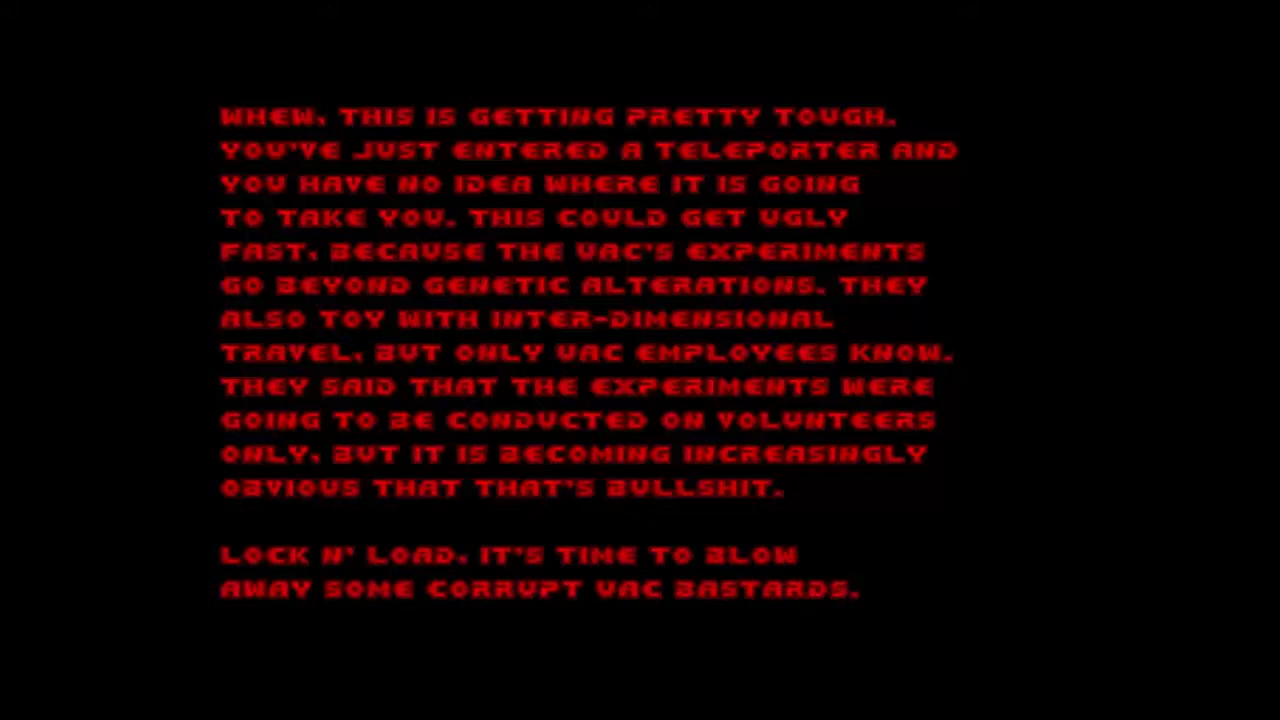 WHEW, THIS IS GETTING PRETTY TOUGH.
YOU'VE JUST ENTERED A TELEPORTER AND
YOU HAVE NO IDEA WHERE IT IS GOING
TO TAKE YOU. THIS COULD GET UGLY
FAST, BECAUSE THE UAC'S EXPERIMENTS
GO BEYOND GENETIC ALTERATIONS. THEY
ALSO TOY WITH INTER-DIMENSIONAL
TRAVEL, BUT ONLY UAC EMPLOYEES KNOW.
THEY SAID THAT THE EXPERIMENTS WERE
GOING TO BE CONDUCTED ON VOLUNTEERS
ONLY, BUT IT IS BECOMING INCREASINGLY
OBVIOUS THAT THAT'S BULLSHIT.
LOCK N' LOAD, IT'S TIME TO BLOW
AWAY SOME CORRUPT UAC BASTARDS.